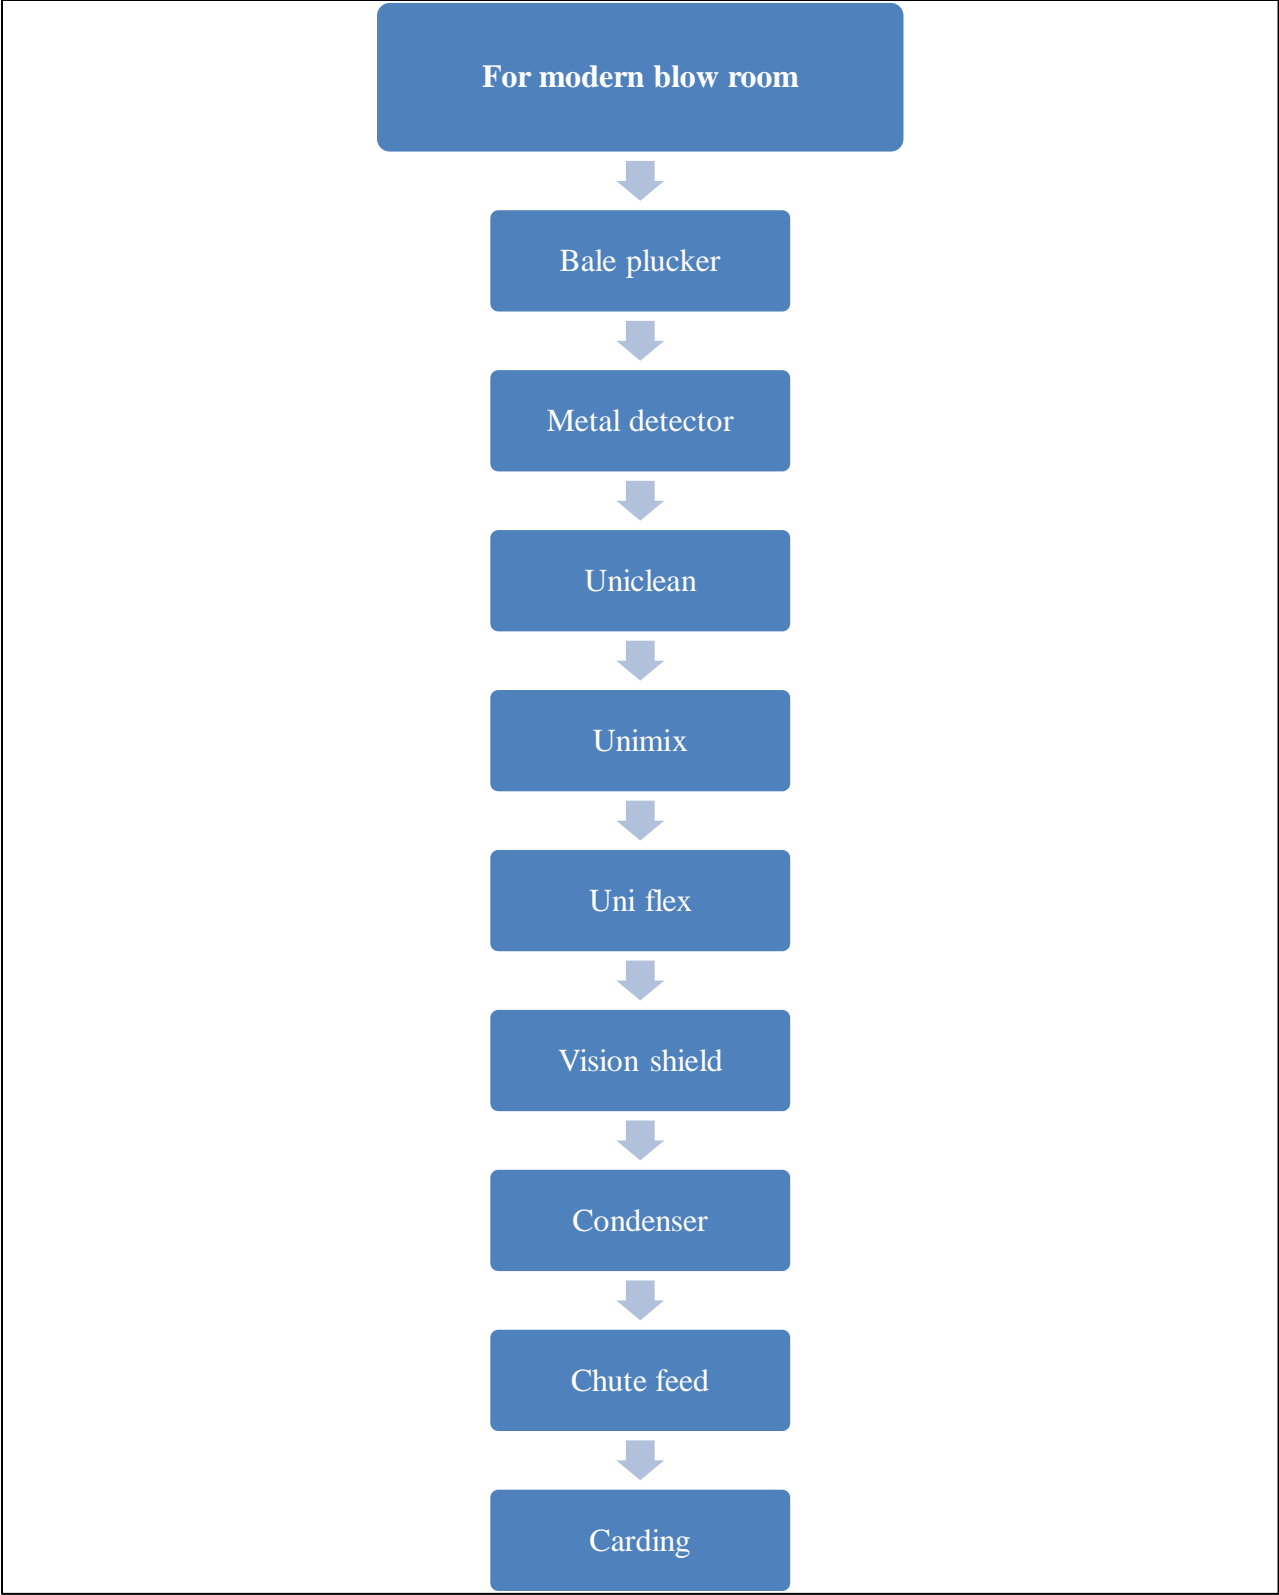 For modern blow room
Bale plucker
Metal detector
Uniclean
Unimix
Uni flex
Vision shield
Condenser
Chute feed
Carding